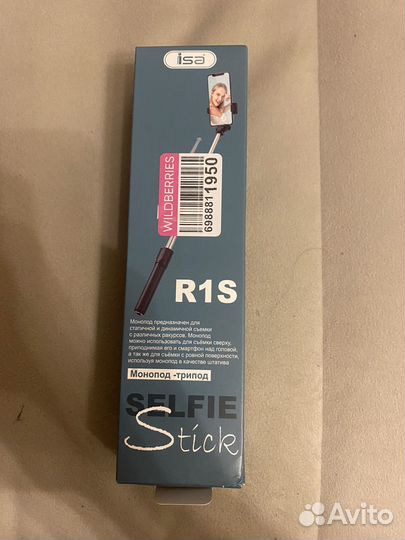 isa
WILDBERRIES
6988811950
R1S
Монопод предназначен для
статичной и динамичной съемки
с различных ракурсов. Монопод
можно использовать для съёмки сверху,
приподнимая его и смартфон над головой,
а так же для съёмки с ровной поверхности,
используя монопод в качестве штатива
Монопод -трипод
SELFIE
Stick
Avito